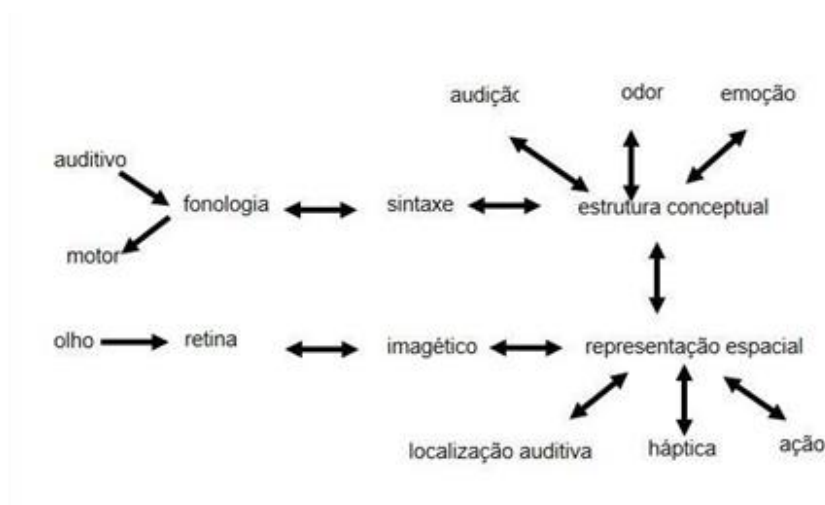 audição odor emoção
auditivo
fonologia sintaxe estrutura conceptual
motor
olho retina imagético representação espacial
localização auditiva háptica ação